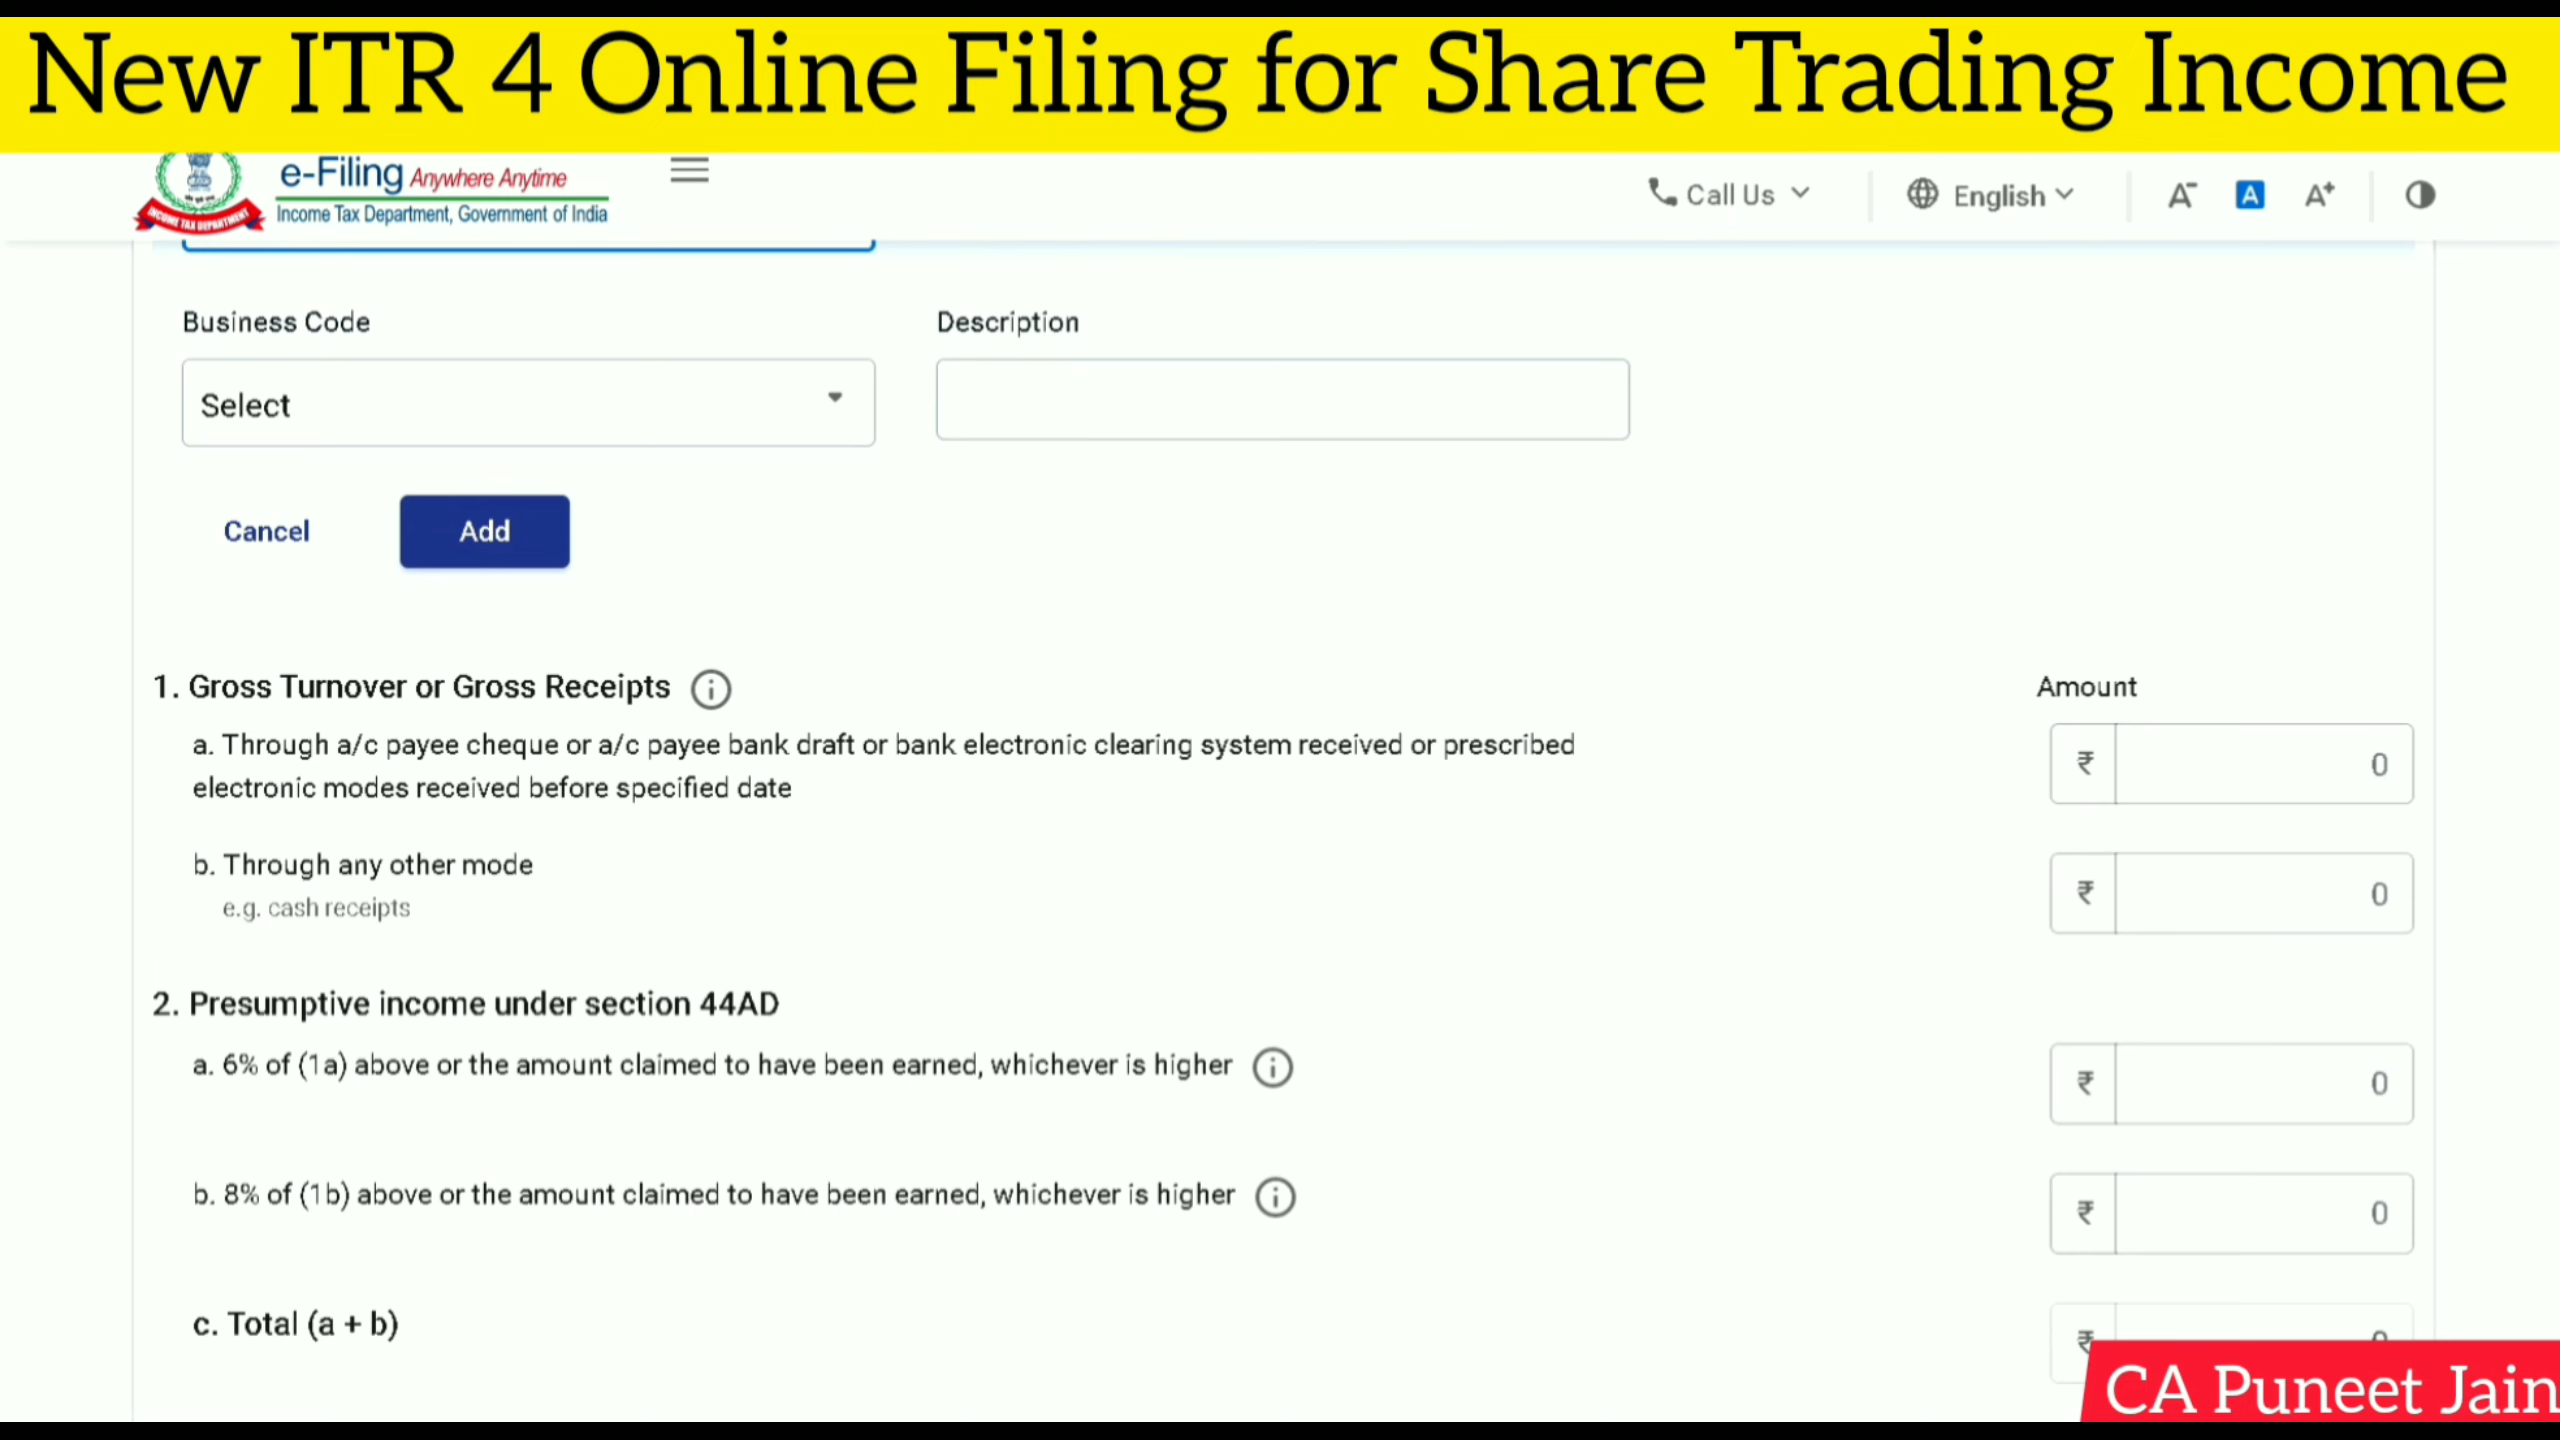 New ITR 4 Online Filing for Share Trading Income
e-Filing Anywhere Anytime
Income Tax Department, Government of India
INCOME TAX DEPARTMENT
Call Us
English
A-
A
A+
Business Code
Description
Select
Cancel
Add
1. Gross Turnover or Gross Receipts
Amount
a. Through a/c payee cheque or a/c payee bank draft or bank electronic clearing system received or prescribed
electronic modes received before specified date
₹ 0
b. Through any other mode
e.g. cash receipts
₹ 0
2. Presumptive income under section 44AD
a. 6% of (1a) above or the amount claimed to have been earned, whichever is higher
₹ 0
b. 8% of (1b) above or the amount claimed to have been earned, whichever is higher
₹ 0
c. Total (a + b)
₹ 0
CA Puneet Jain